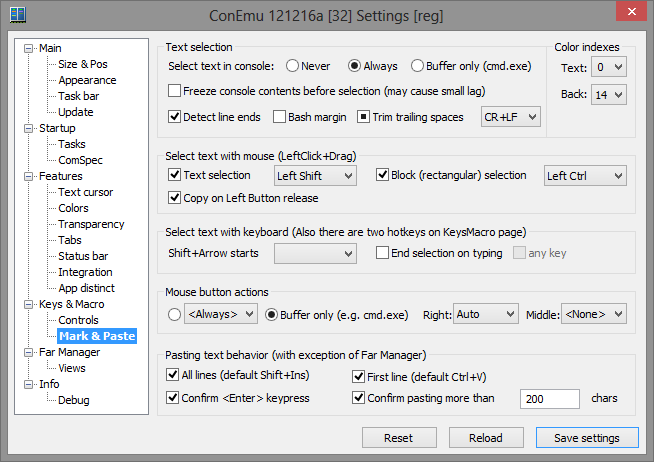 ConEmu 121216a [32] Settings [reg]
Main
Size & Pos
Appearance
Task bar
Update
Startup
Tasks
ComSpec
Features
Text cursor
Colors
Transparency
Tabs
Status bar
Integration
App distinct
Keys & Macro
Controls
Mark & Paste
Far Manager
Views
Info
Debug
Text selection
Select text in console: Never Always Buffer only (cmd.exe)
Freeze console contents before selection (may cause small lag)
Detect line ends Bash margin Trim trailing spaces CR+LF
Color indexes
Text: 0
Back: 14
Select text with mouse (LeftClick+Drag)
Text selection Left Shift Block (rectangular) selection Left Ctrl
Copy on Left Button release
Select text with keyboard (Also there are two hotkeys on KeysMacro page)
Shift+Arrow starts End selection on typing any key
Mouse button actions
<Always> Buffer only (e.g. cmd.exe) Right: Auto Middle: <None>
Pasting text behavior (with exception of Far Manager)
All lines (default Shift+Ins) First line (default Ctrl+V)
Confirm <Enter> keypress Confirm pasting more than 200 chars
Reset Reload Save settings